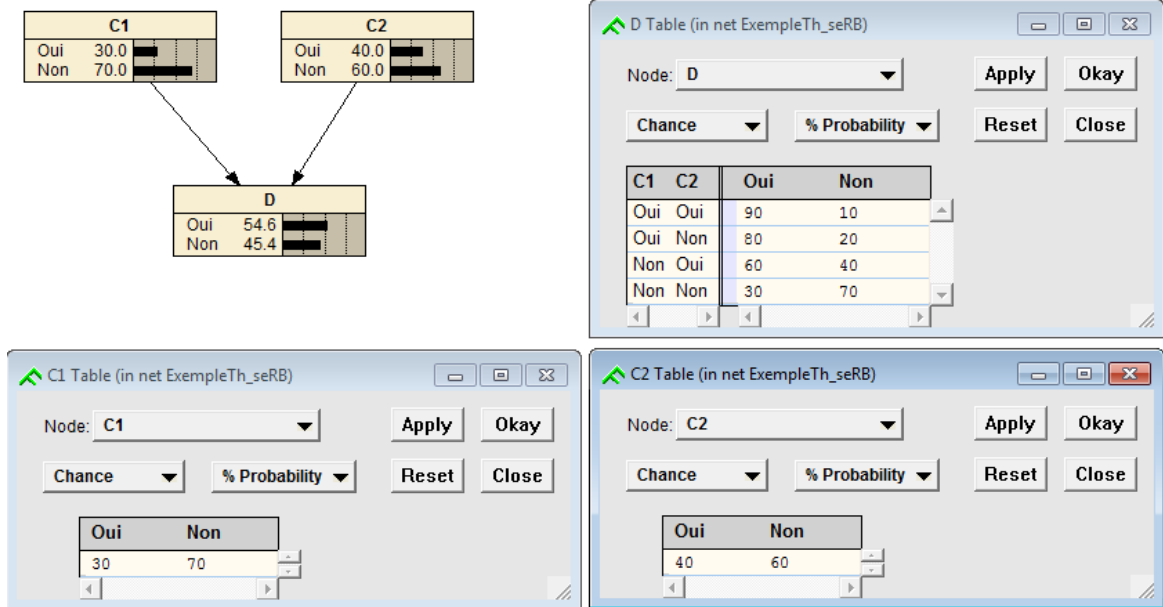 C1
Oui 30.0
Non 70.0
C2
Oui 40.0
Non 60.0
D
Oui 54.6
Non 45.4
D Table (in net ExempleTh_seRB)
Node: D Apply Okay
Chance % Probability Reset Close
C1 C2 Oui Non
Oui Oui 90 10
Oui Non 80 20
Non Oui 60 40
Non Non 30 70
C1 Table (in net ExempleTh_seRB)
Node: C1 Apply Okay
Chance % Probability Reset Close
Oui Non
30 70
C2 Table (in net ExempleTh_seRB)
Node: C2 Apply Okay
Chance % Probability Reset Close
Oui Non
40 60